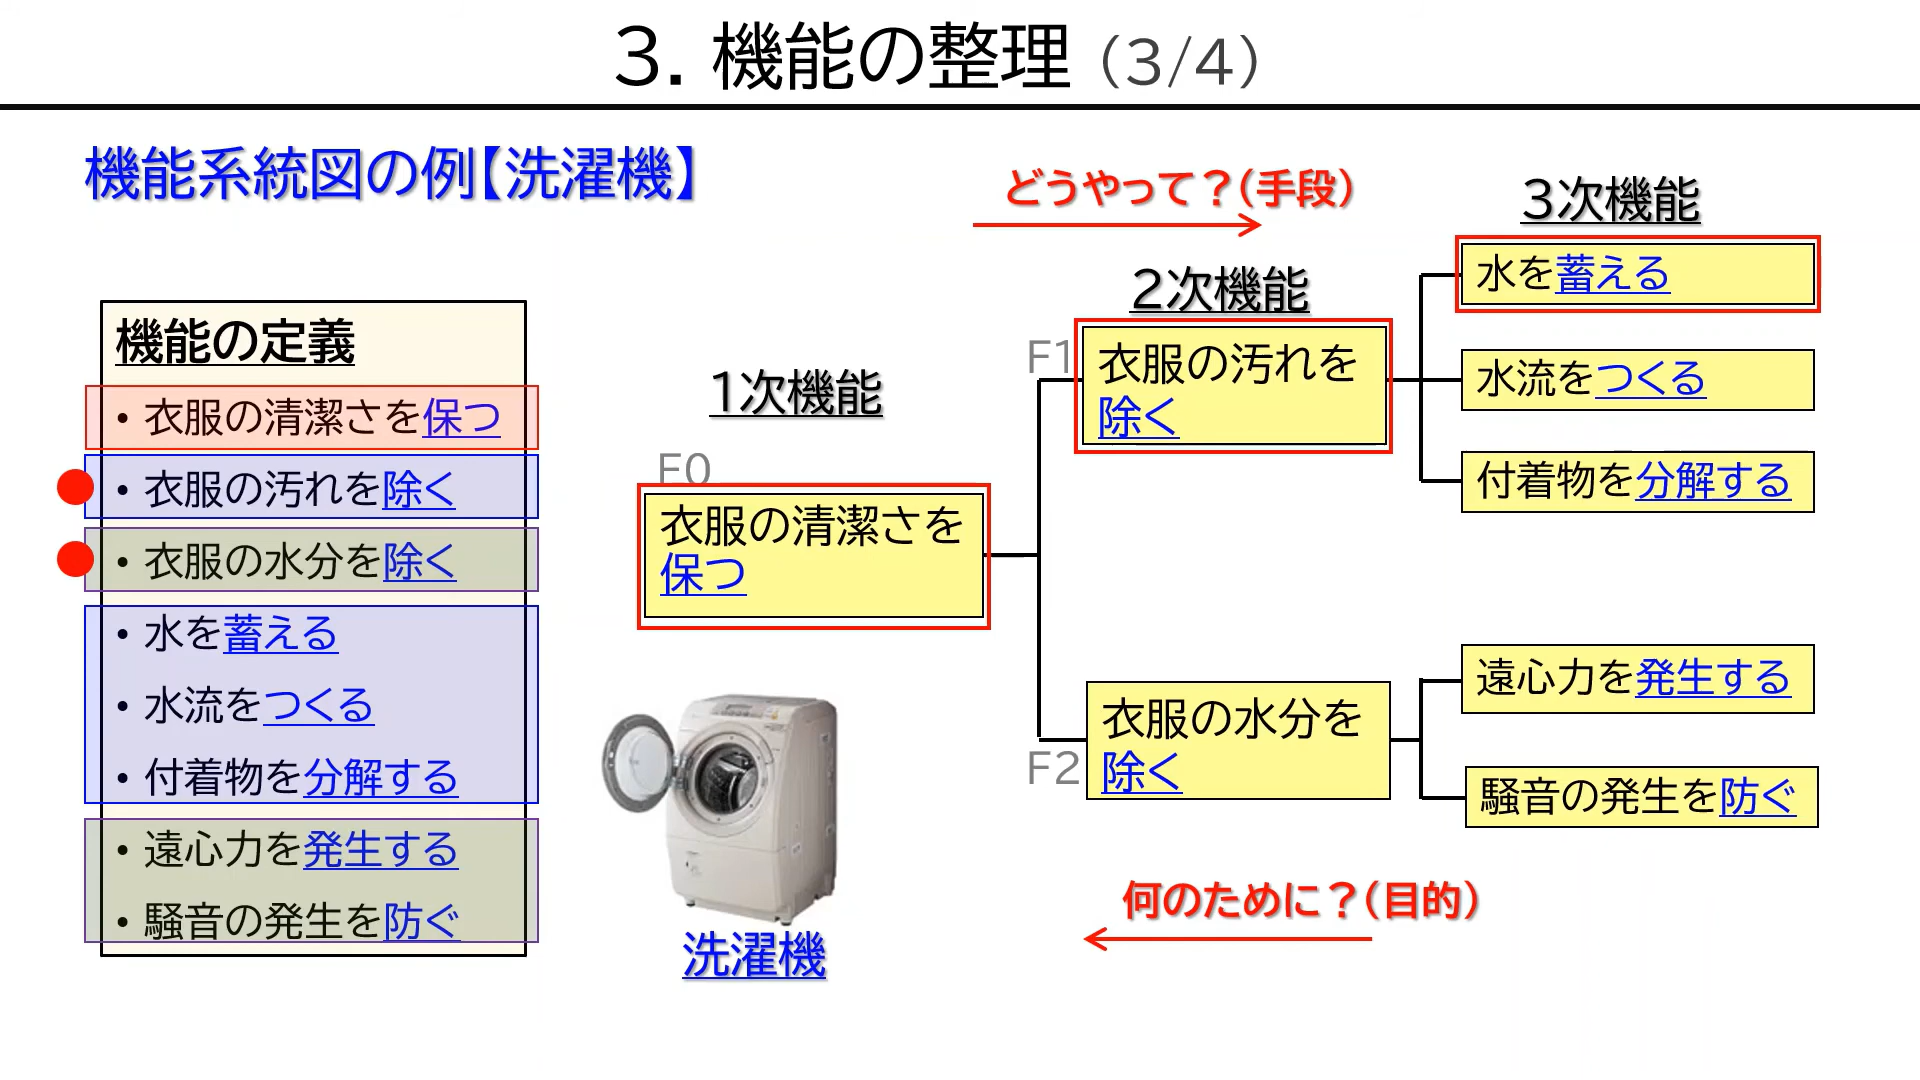 3. 機能の整理 (3/4)
機能系統図の例【洗濯機】
機能の定義
• 衣服の清潔さを保つ
• 衣服の汚れを除く
• 衣服の水分を除く
• 水を蓄える
• 水流をつくる
• 付着物を分解する
• 遠心力を発生する
• 騒音の発生を防ぐ
どうやって？(手段)
1次機能
F0
衣服の清潔さを
保つ
洗濯機
2次機能
F1
衣服の汚れを
除く
F2
衣服の水分を
除く
3次機能
水を蓄える
水流をつくる
付着物を分解する
遠心力を発生する
騒音の発生を防ぐ
何のために？(目的)